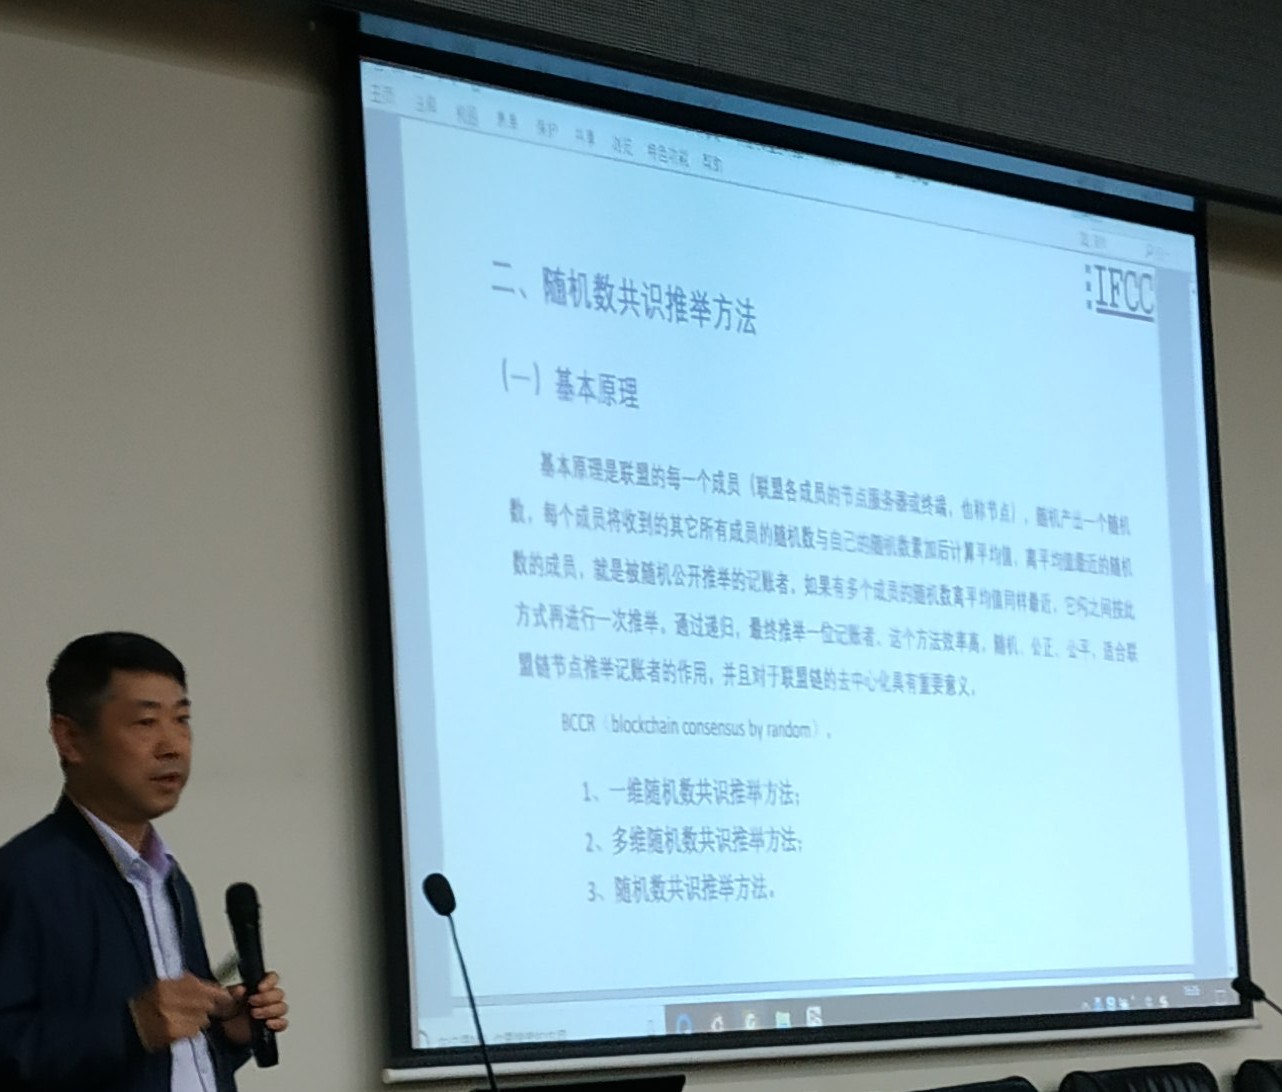 主页 注释 视图 表单 保护 共享 浏览 特色功能 帮助
IFCC
二、随机数共识推举方法
（一）基本原理
基本原理是联盟的每一个成员（联盟各成员的节点服务器或终端，也称节点），随机产出一个随机
数，每个成员将收到的其它所有成员的随机数与自己的随机数累加后计算平均值，离平均值最近的随机
数的成员，就是被随机公开推举的记账者，如果有多个成员的随机数离平均值同样最近，它们之间按此
方式再进行一次推举，通过递归，最终推举一位记账者、这个方法效率高，随机、公正、公平，适合联
盟链节点推举记账者的作用，并且对于联盟链的去中心化具有重要意义。
BCCR（blockchain consensus by random）。
1、一维随机数共识推举方法；
2、多维随机数共识推举方法；
3、随机数共识推举方法。